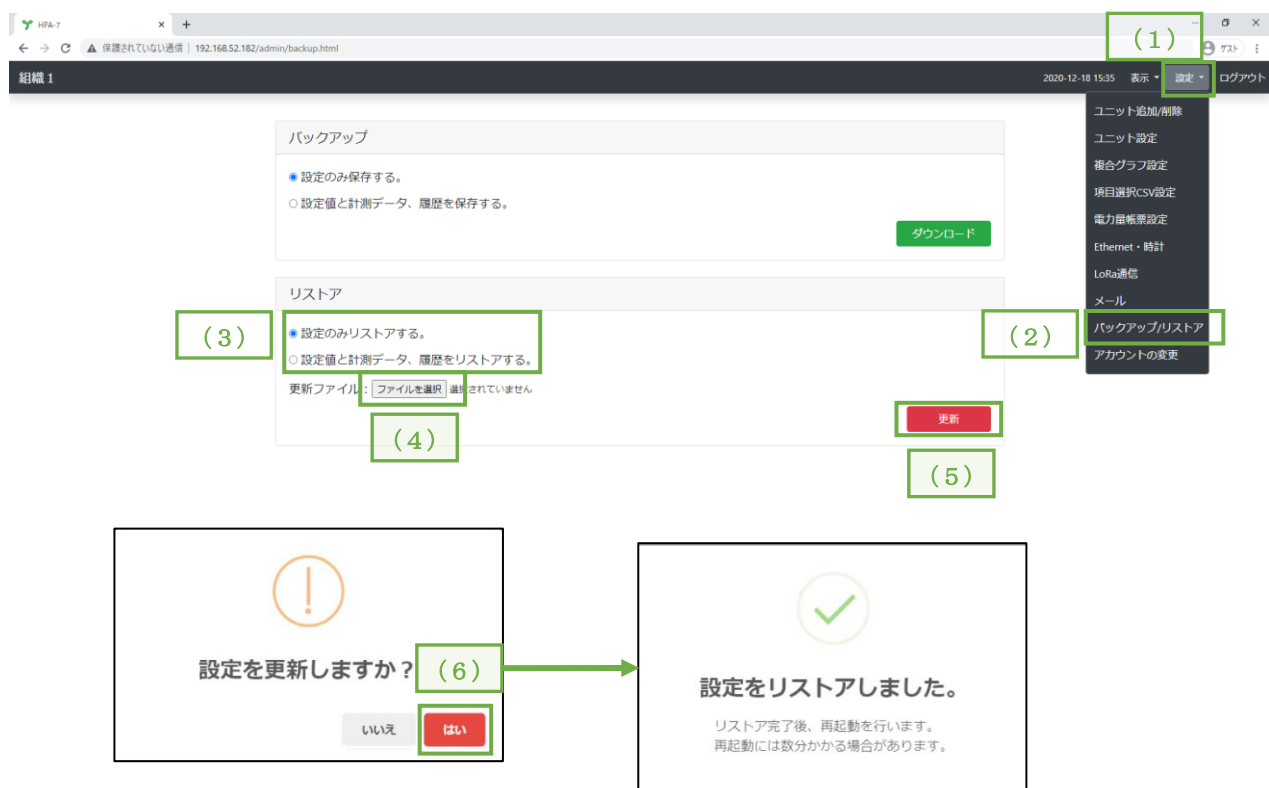 HPA-7
保護されていない通信 | 192.168.52.182/admin/backup.html
ゲスト
(1)
組織 1
2020-12-18 15:35 表示 設定 ログアウト
ユニット追加/削除
ユニット設定
複合グラフ設定
項目選択CSV設定
電力量帳票設定
Ethernet・時計
LoRa通信
メール
バックアップ/リストア
アカウントの変更
(2)
バックアップ
設定のみ保存する。
設定値と計測データ、履歴を保存する。
ダウンロード
リストア
(3)
設定のみリストアする。
設定値と計測データ、履歴をリストアする。
更新ファイル : ファイルを選択 選択されていません
(4)
更新
(5)
設定を更新しますか?
(6)
いいえ はい
設定をリストアしました。
リストア完了後、再起動を行います。
再起動には数分かかる場合があります。